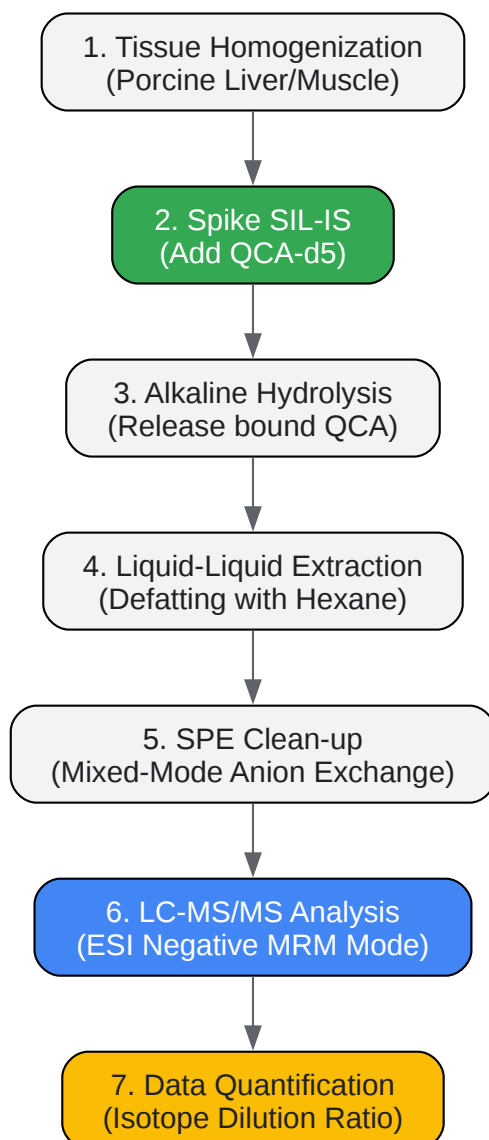 1. Tissue Homogenization
(Porcine Liver/Muscle)
2. Spike SIL-IS
(Add QCA-d5)
3. Alkaline Hydrolysis
(Release bound QCA)
4. Liquid-Liquid Extraction
(Defatting with Hexane)
5. SPE Clean-up
(Mixed-Mode Anion Exchange)
6. LC-MS/MS Analysis
(ESI Negative MRM Mode)
7. Data Quantification
(Isotope Dilution Ratio)